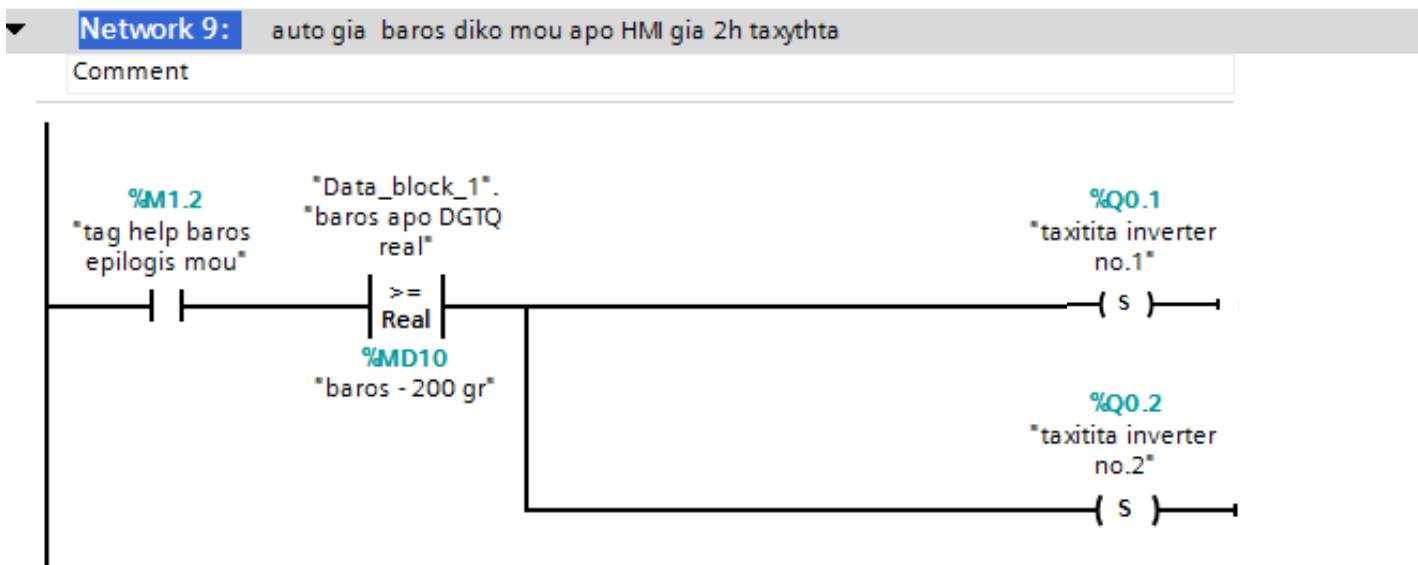 Network 9: auto gia baros diko mou apo HMI gia 2h taxythta
Comment
%M1.2
"tag help baros
epilogis mou"
"Data_block_1".
"baros apo DGTQ
real"
>=
Real
%MD10
"baros - 200 gr"
%Q0.1
"taxitita inverter
no.1"
( S )
%Q0.2
"taxitita inverter
no.2"
( S )